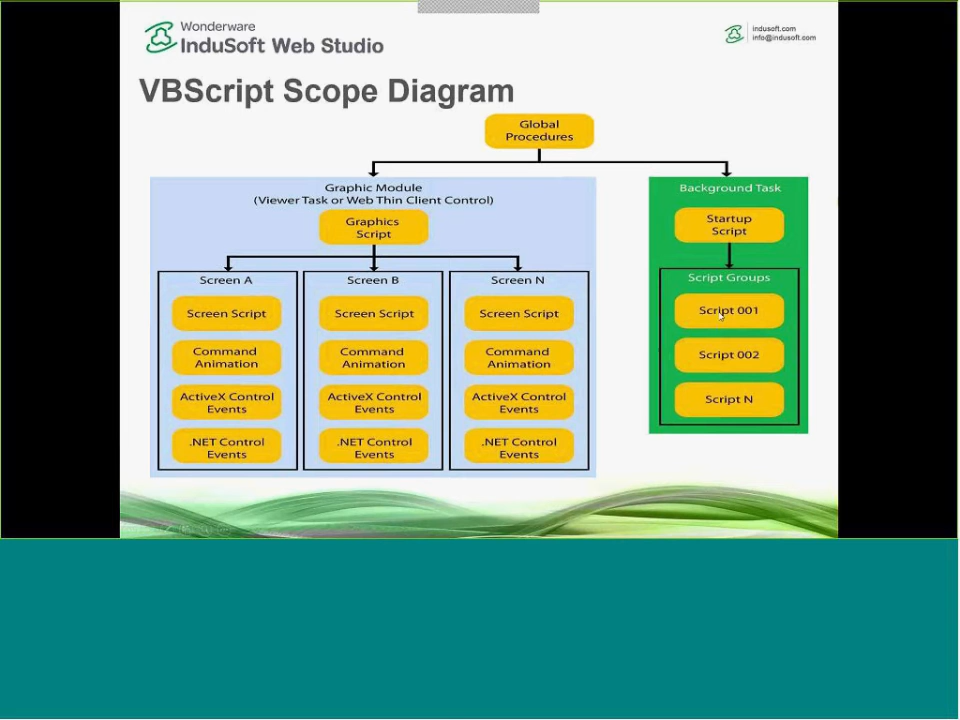 Wonderware
InduSoft Web Studio
indusoft.com
info@indusoft.com
VBScript Scope Diagram
Global
Procedures
Graphic Module
(Viewer Task or Web Thin Client Control)
Graphics
Script
Screen A
Screen Script
Command
Animation
ActiveX Control
Events
.NET Control
Events
Screen B
Screen Script
Command
Animation
ActiveX Control
Events
.NET Control
Events
Screen N
Screen Script
Command
Animation
ActiveX Control
Events
.NET Control
Events
Background Task
Startup
Script
Script Groups
Script 001
Script 002
Script N